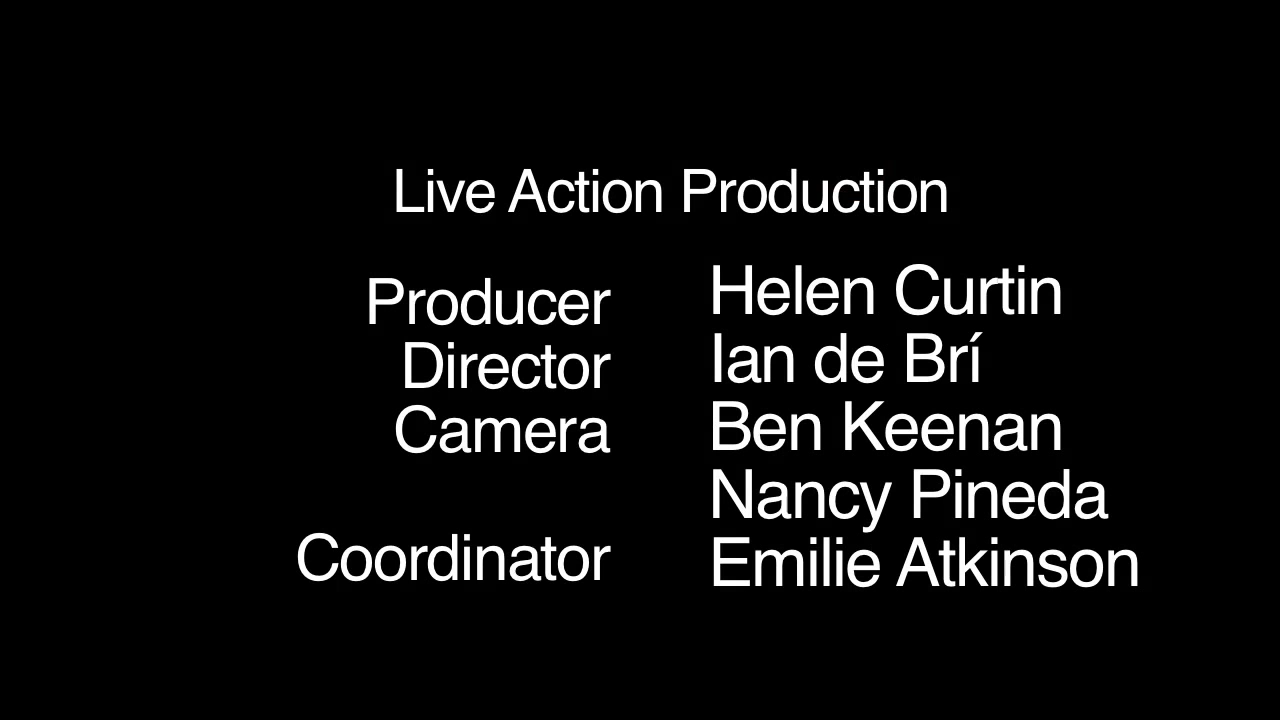 Live Action Production
Producer Helen Curtin
Director Ian de Brí
Camera Ben Keenan
Nancy Pineda
Coordinator Emilie Atkinson